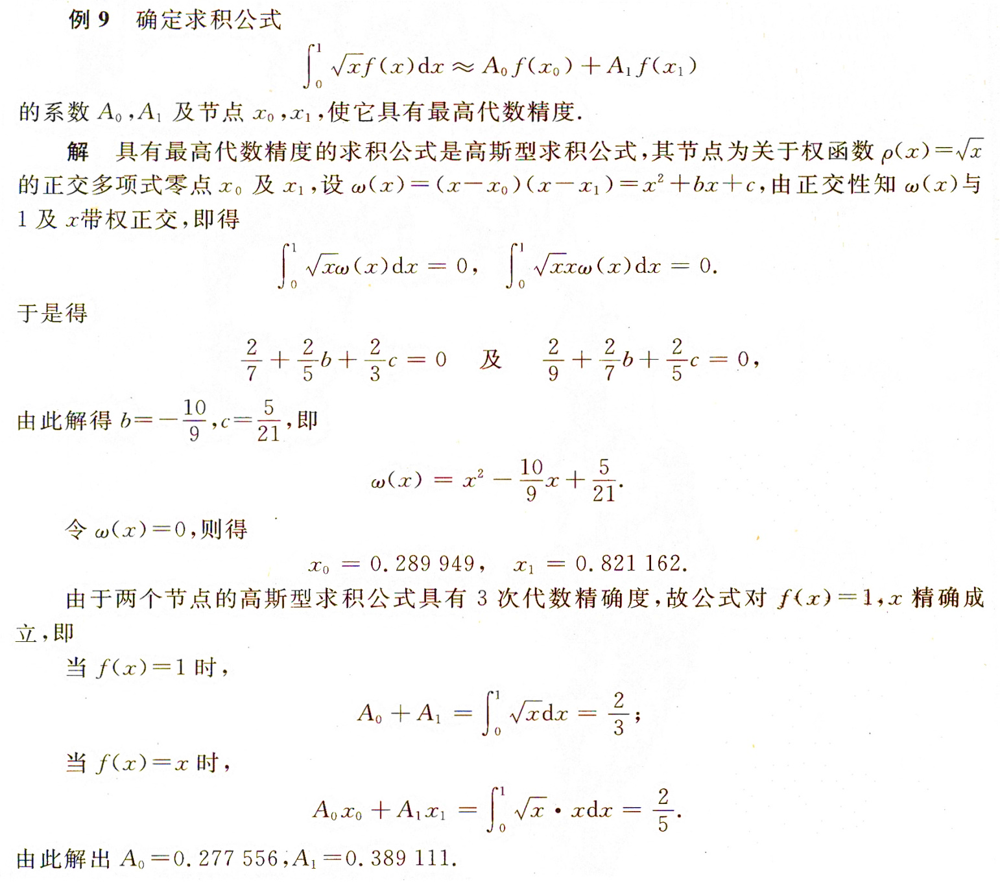 例 9 确定求积公式
$\int_0^1 \sqrt{x} f(x) \mathrm{d}x \approx A_0 f(x_0) + A_1 f(x_1)$
的系数 $A_0, A_1$ 及节点 $x_0, x_1$,使它具有最高代数精度.
解 具有最高代数精度的求积公式是高斯型求积公式,其节点为关于权函数 $\rho(x)=\sqrt{x}$
的正交多项式零点 $x_0$ 及 $x_1$,设 $\omega(x)=(x-x_0)(x-x_1)=x^2+bx+c$,由正交性知 $\omega(x)$与
1 及 $x$带权正交,即得
$\int_0^1 \sqrt{x}\omega(x)\mathrm{d}x = 0, \quad \int_0^1 \sqrt{x}x\omega(x)\mathrm{d}x = 0.$
于是得
$\frac{2}{7} + \frac{2}{5}b + \frac{2}{3}c = 0$ 及 $\frac{2}{9} + \frac{2}{7}b + \frac{2}{5}c = 0,$
由此解得 $b=-\frac{10}{9}, c=\frac{5}{21}$,即
$\omega(x) = x^2 - \frac{10}{9}x + \frac{5}{21}.$
令 $\omega(x)=0$,则得
$x_0 = 0.289\ 949, \quad x_1 = 0.821\ 162.$
由于两个节点的高斯型求积公式具有 3 次代数精确度,故公式对 $f(x)=1,x$ 精确成
立,即
当 $f(x)=1$ 时,
$A_0 + A_1 = \int_0^1 \sqrt{x}\mathrm{d}x = \frac{2}{3};$
当 $f(x)=x$ 时,
$A_0 x_0 + A_1 x_1 = \int_0^1 \sqrt{x} \cdot x\mathrm{d}x = \frac{2}{5}.$
由此解出 $A_0=0.277\ 556; A_1=0.389\ 111.$